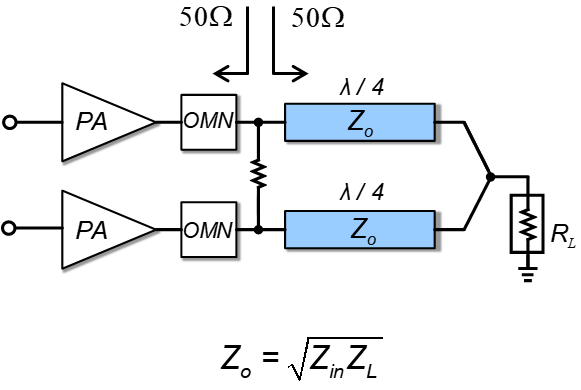 50Ω 50Ω
λ / 4
PA OMN Zo
λ / 4
PA OMN Zo
RL
Zo = √ZinZL